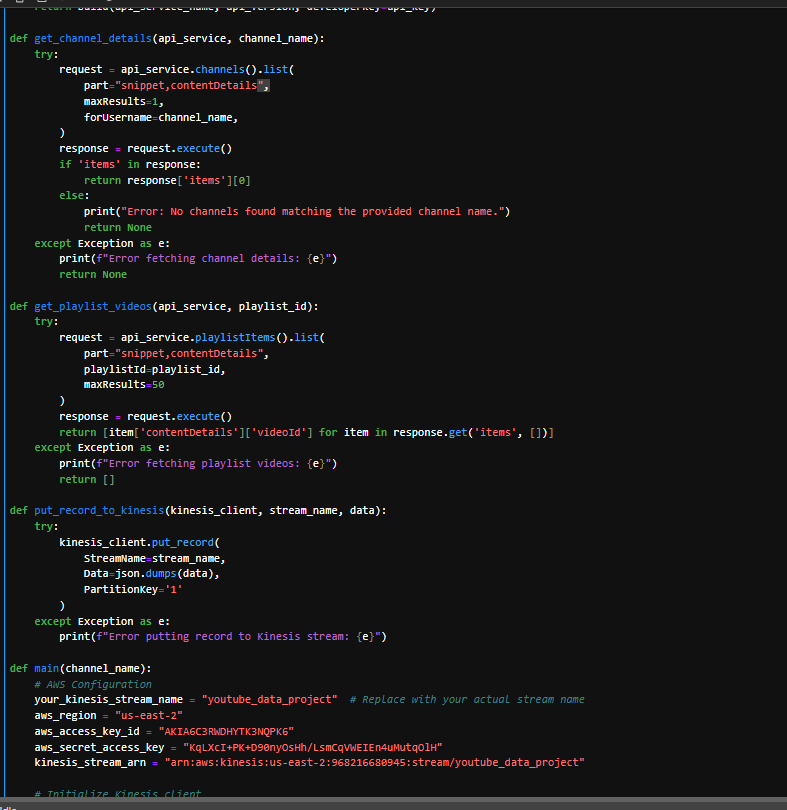 return build(api_service_name, api_version, developerKey=api_key)
def get_channel_details(api_service, channel_name):
    try:
        request = api_service.channels().list(
            part="snippet,contentDetails",
            maxResults=1,
            forUsername=channel_name,
        )
        response = request.execute()
        if 'items' in response:
            return response['items'][0]
        else:
            print("Error: No channels found matching the provided channel name.")
            return None
    except Exception as e:
        print(f"Error fetching channel details: {e}")
        return None
def get_playlist_videos(api_service, playlist_id):
    try:
        request = api_service.playlistItems().list(
            part="snippet,contentDetails",
            playlistId=playlist_id,
            maxResults=50
        )
        response = request.execute()
        return [item['contentDetails']['videoId'] for item in response.get('items', [])]
    except Exception as e:
        print(f"Error fetching playlist videos: {e}")
        return []
def put_record_to_kinesis(kinesis_client, stream_name, data):
    try:
        kinesis_client.put_record(
            StreamName=stream_name,
            Data=json.dumps(data),
            PartitionKey='1'
        )
    except Exception as e:
        print(f"Error putting record to Kinesis stream: {e}")
def main(channel_name):
    # AWS Configuration
    your_kinesis_stream_name = "youtube_data_project"  # Replace with your actual stream name
    aws_region = "us-east-2"
    aws_access_key_id = "AKIA6C3RWDHYTK3NQPK6"
    aws_secret_access_key =
    kinesis_stream_arn = "arn:aws:kinesis:us-east-2:968216680945:stream/youtube_data_project"
    # Initialize Kinesis client